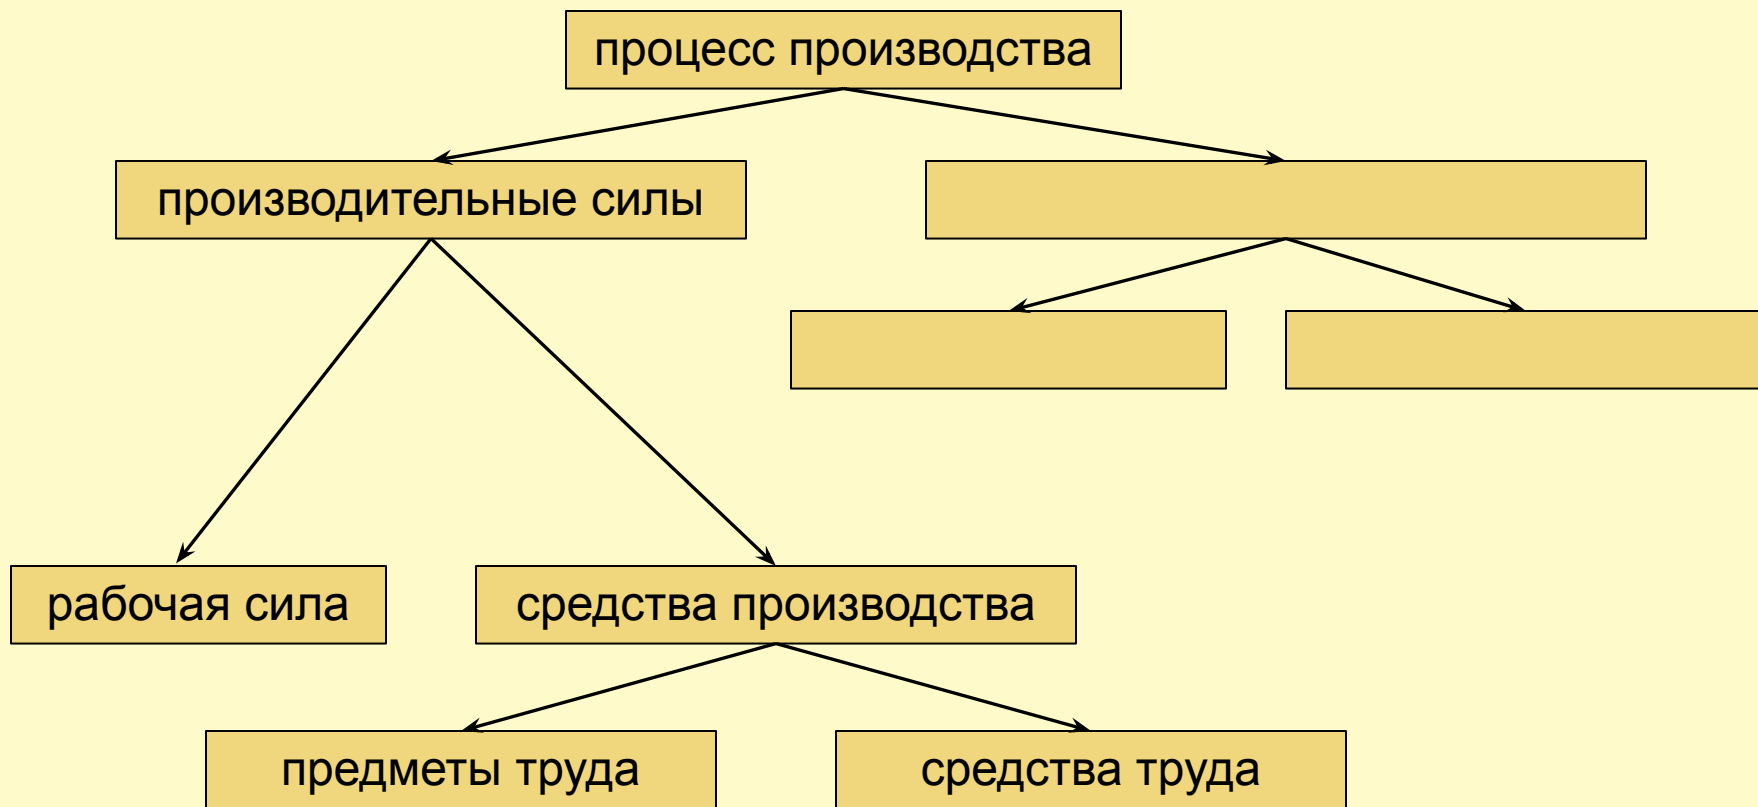 процесс производства
производительные силы
рабочая сила
средства производства
предметы труда
средства труда